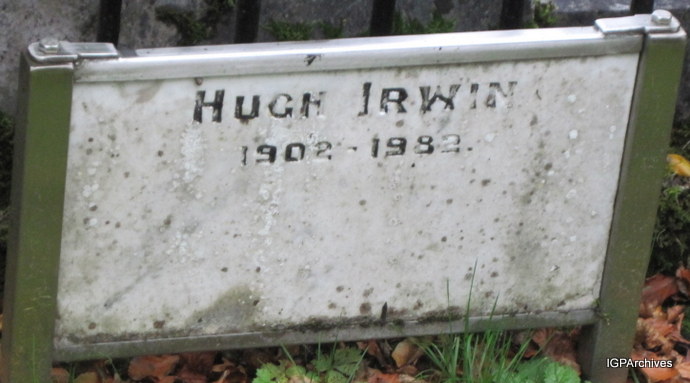 HUGH IRWIN
1902 - 1982.
IGPArchives